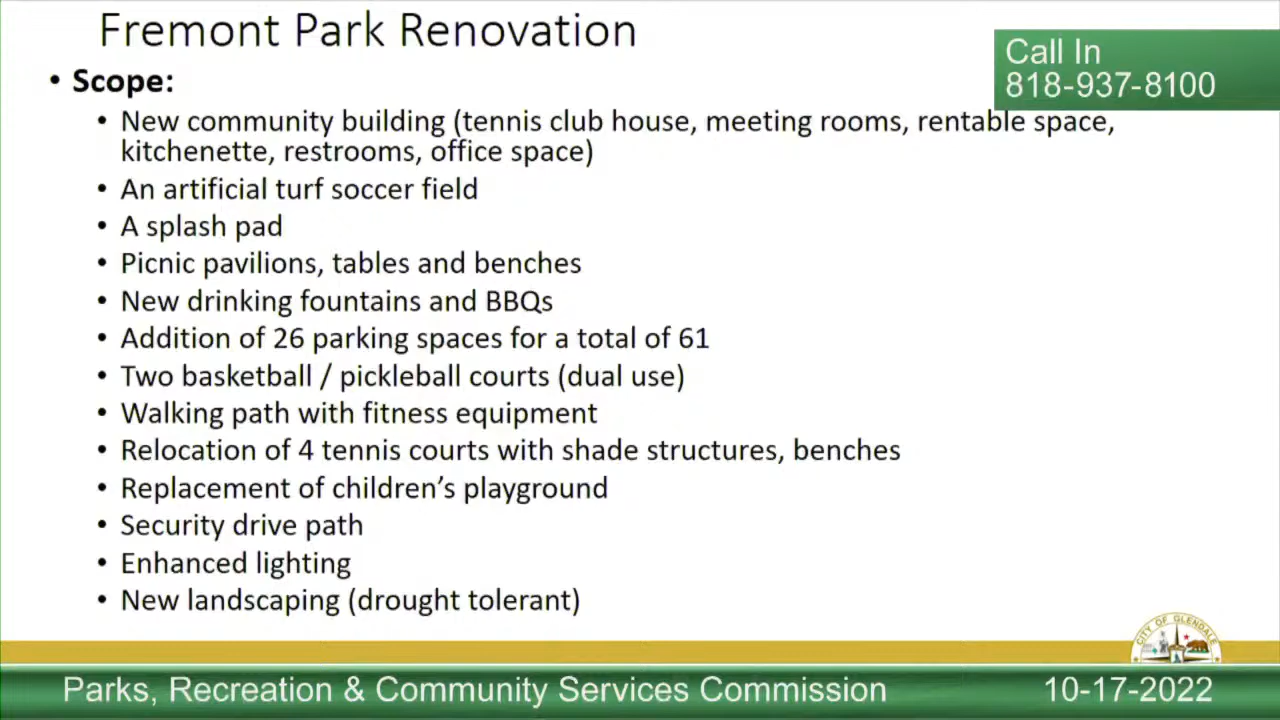 Fremont Park Renovation
Call In
818-937-8100
• Scope:
• New community building (tennis club house, meeting rooms, rentable space,
kitchenette, restrooms, office space)
• An artificial turf soccer field
• A splash pad
• Picnic pavilions, tables and benches
• New drinking fountains and BBQs
• Addition of 26 parking spaces for a total of 61
• Two basketball / pickleball courts (dual use)
• Walking path with fitness equipment
• Relocation of 4 tennis courts with shade structures, benches
• Replacement of children’s playground
• Security drive path
• Enhanced lighting
• New landscaping (drought tolerant)
CITY OF GLENDALE
Parks, Recreation & Community Services Commission
10-17-2022